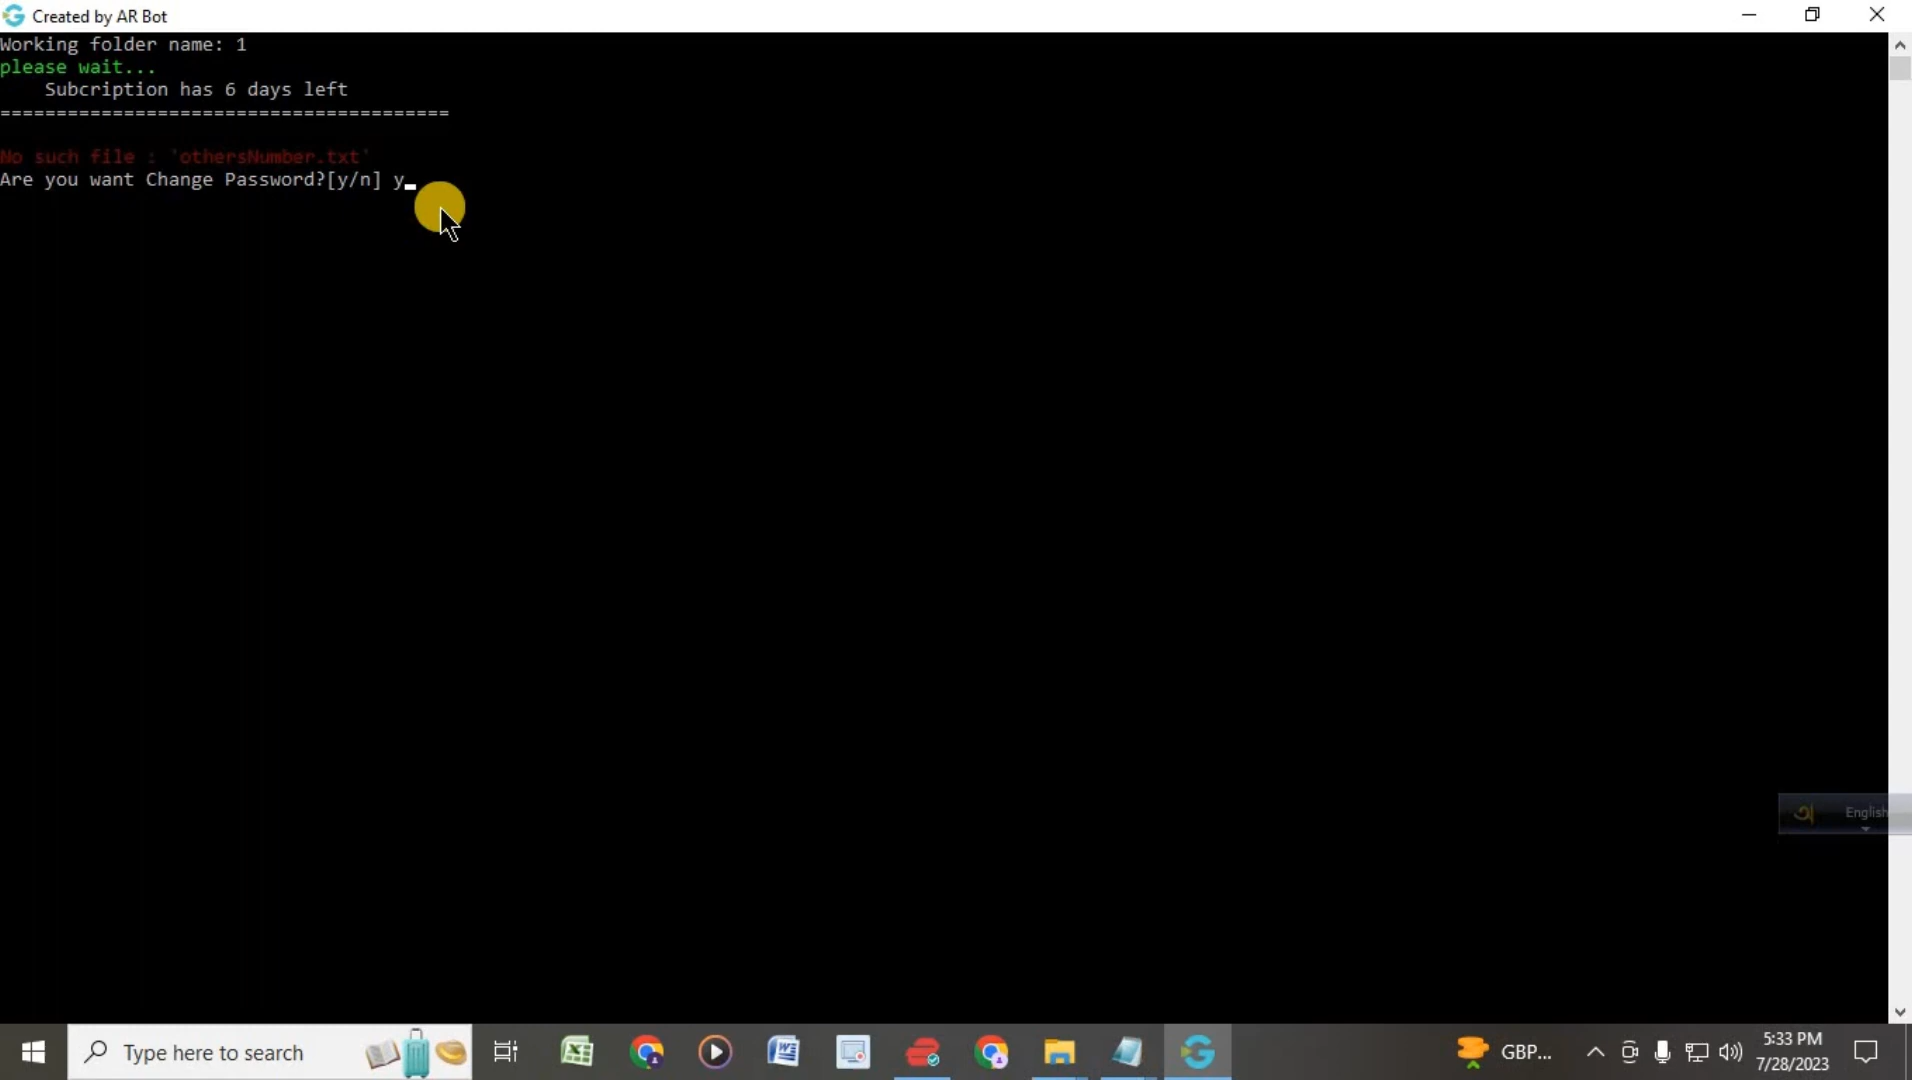 Created by AR Bot
Working folder name: 1
please wait...
Subcription has 6 days left
========================================
No such file : 'othersNumber.txt'
Are you want Change Password?[y/n] y
অ English
Type here to search
GBP...
5:33 PM
7/28/2023